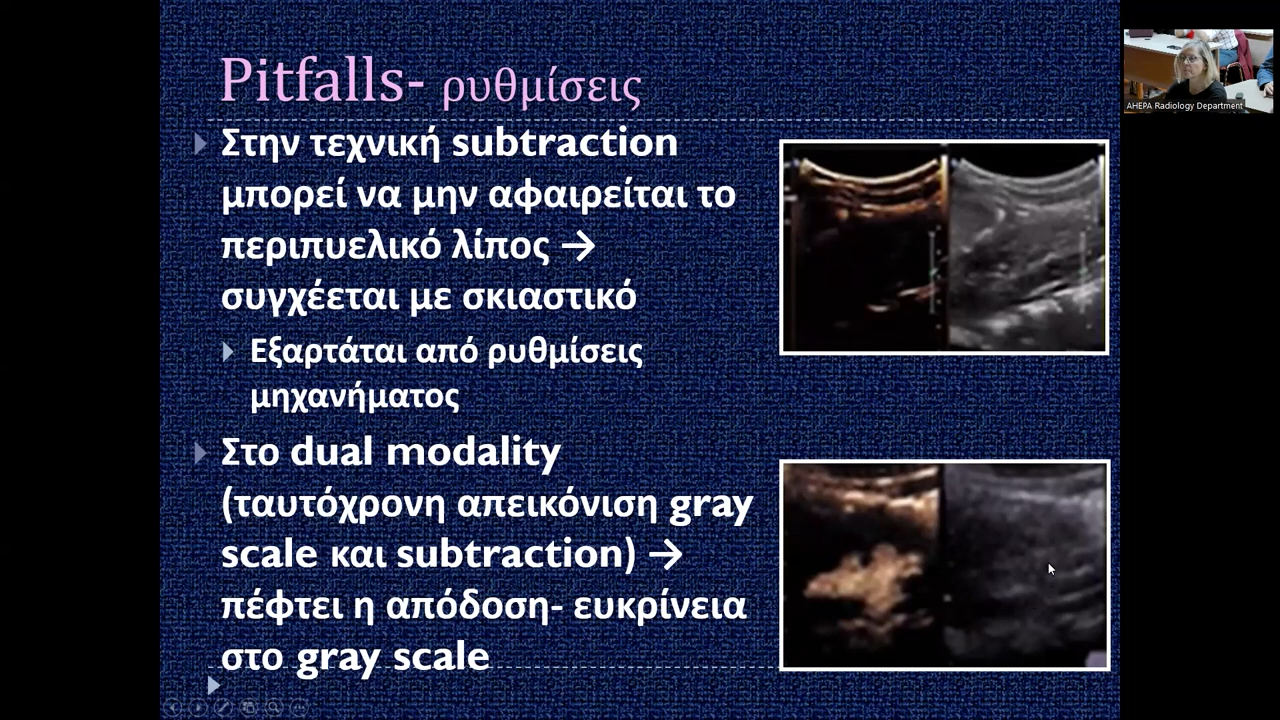 Pitfalls- ρυθμίσεις
Στην τεχνική subtraction
μπορεί να μην αφαιρείται το
περιπυελικό λίπος →
συγχέεται με σκιαστικό
Εξαρτάται από ρυθμίσεις
μηχανήματος
Στο dual modality
(ταυτόχρονη απεικόνιση gray
scale και subtraction) →
πέφτει η απόδοση- ευκρίνεια
στο gray scale
AHEPA Radiology Department